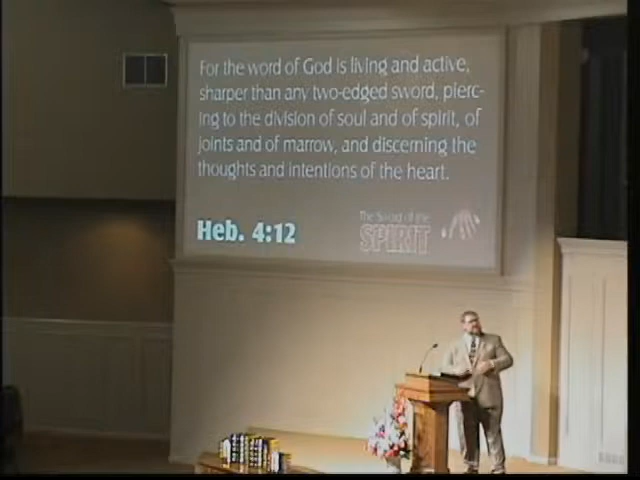 For the word of God is living and active,
sharper than any two-edged sword, pierc-
ing to the division of soul and of spirit, of
joints and of marrow, and discerning the
thoughts and intentions of the heart.
Heb. 4:12
The Sword of the
SPIRIT